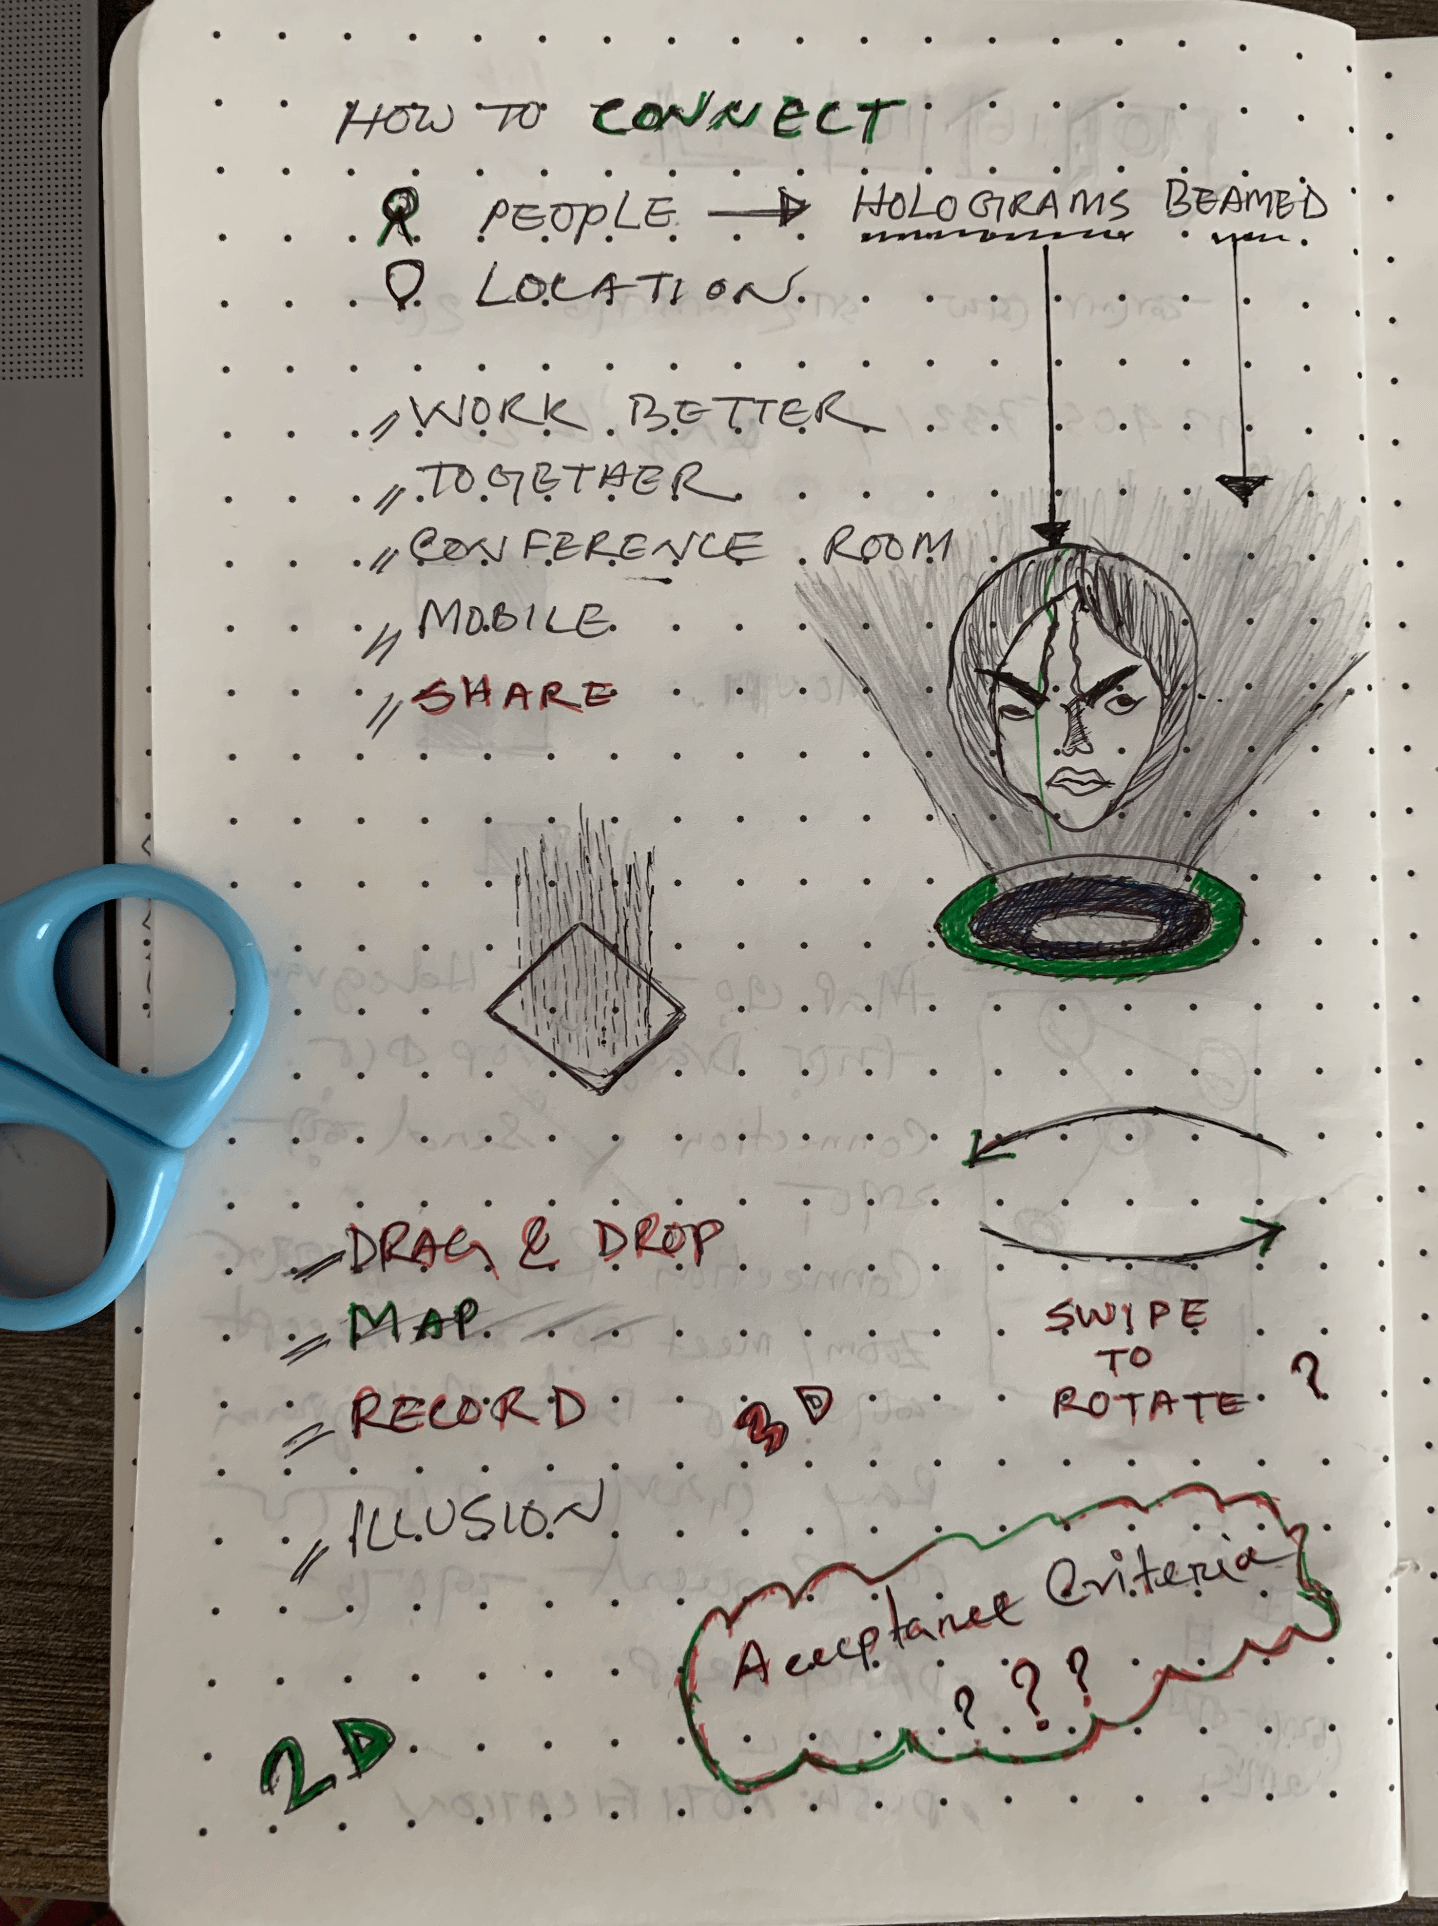 HOW TO CONNECT
PEOPLE → HOLOGRAMS BEAMED
LOCATION
WORK BETTER
TOGETHER
CONFERENCE ROOM
MOBILE
SHARE
DRAG & DROP
MAP
RECORD
3D
SWIPE
TO
ROTATE ?
ILLUSION
Acceptance Criteria
? ? ?
2D